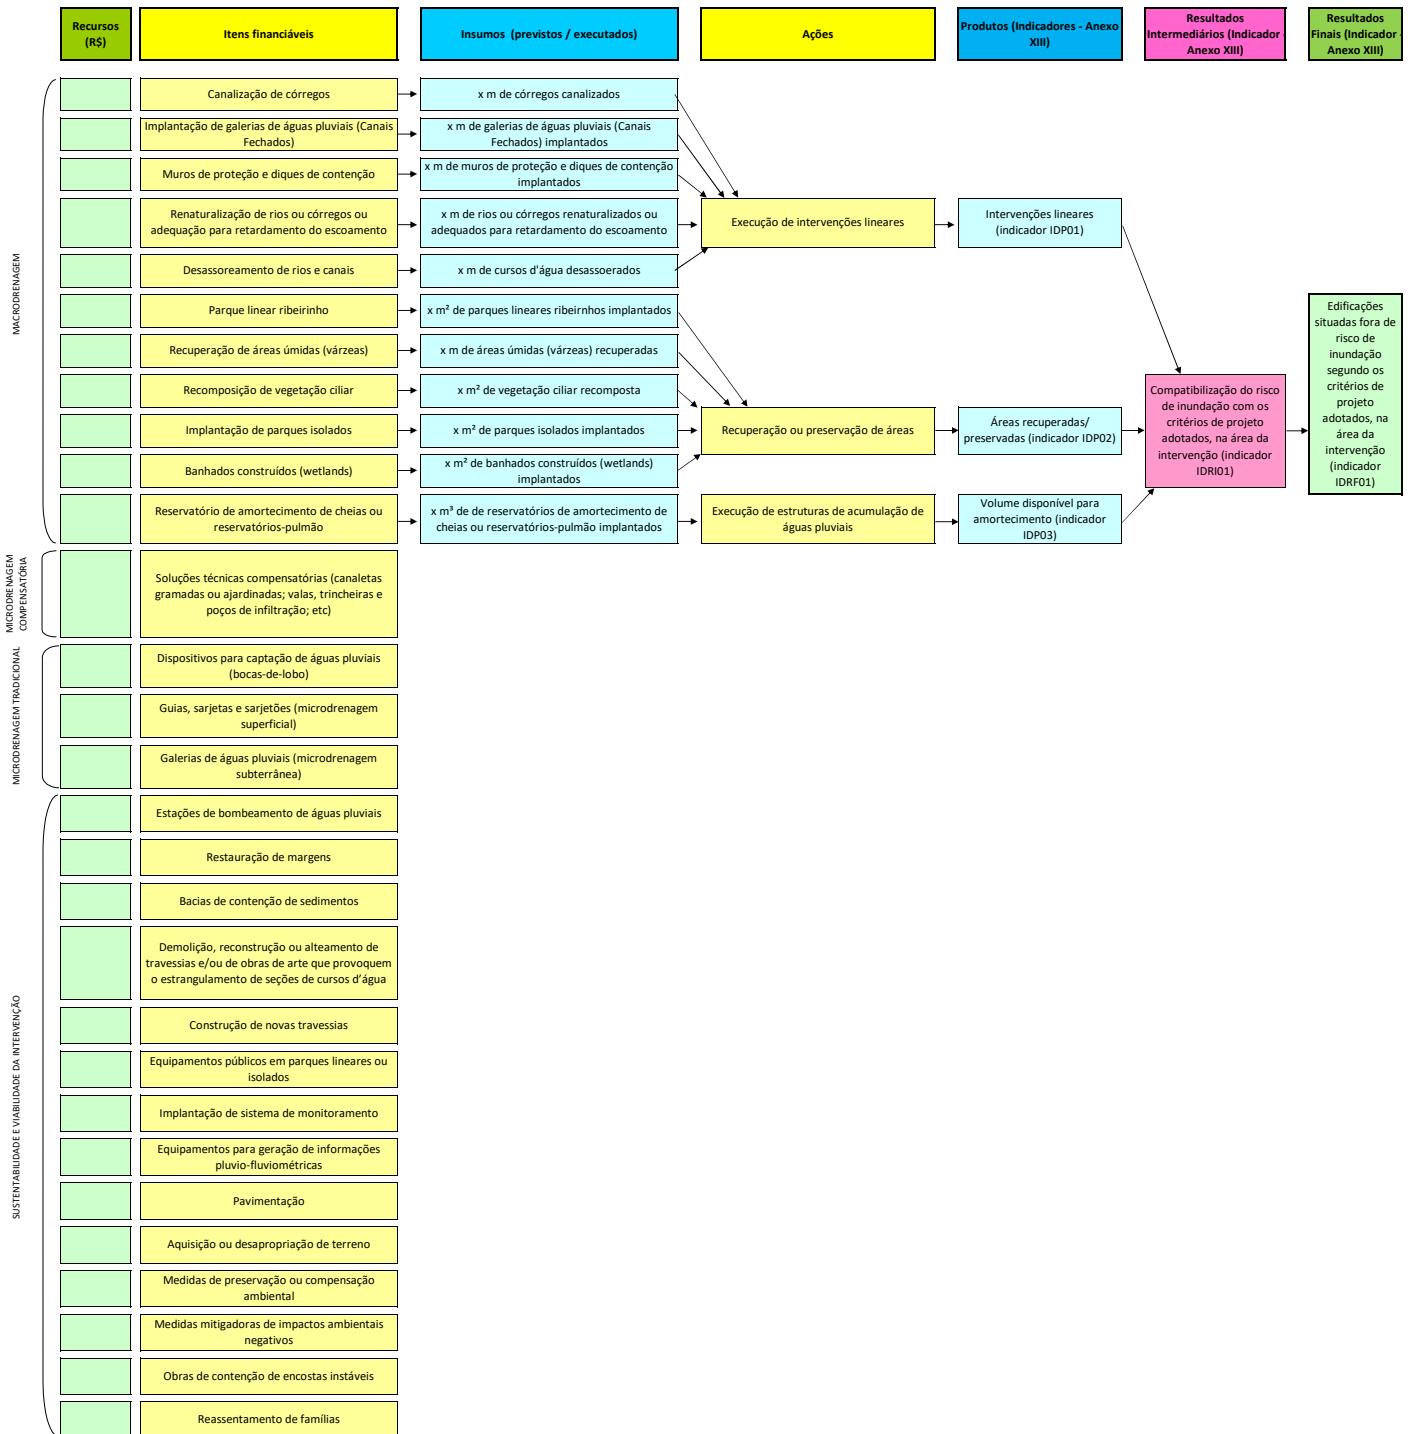 Recursos
(R$)
Itens financiáveis
Insumos (previstos / executados)
Ações
Produtos (Indicadores - Anexo
XIII)
Resultados
Intermediários (Indicador -
Anexo XIII)
Resultados
Finais (Indicador -
Anexo XIII)
MACRODRENAGEM
Canalização de córregos
x m de córregos canalizados
Implantação de galerias de águas pluviais (Canais
Fechados)
x m de galerias de águas pluviais (Canais
Fechados) implantados
Muros de proteção e diques de contenção
x m de muros de proteção e diques de contenção
implantados
Renaturalização de rios ou córregos ou
adequação para retardamento do escoamento
x m de rios ou córregos renaturalizados ou
adequados para retardamento do escoamento
Execução de intervenções lineares
Intervenções lineares
(indicador IDP01)
Desassoreamento de rios e canais
x m de cursos d'água desassoerados
Parque linear ribeirinho
x m² de parques lineares ribeirnhos implantados
Recuperação de áreas úmidas (várzeas)
x m de áreas úmidas (várzeas) recuperadas
Recomposição de vegetação ciliar
x m² de vegetação ciliar recomposta
Implantação de parques isolados
x m² de parques isolados implantados
Recuperação ou preservação de áreas
Áreas recuperadas/
preservadas (indicador IDP02)
Compatibilização do risco
de inundação com os
critérios de projeto
adotados, na área da
intervenção (indicador
IDRI01)
Edificações
situadas fora de
risco de
inundação
segundo os
critérios de
projeto
adotados, na
área da
intervenção
(indicador
IDRF01)
Banhados construídos (wetlands)
x m² de banhados construídos (wetlands)
implantados
Reservatório de amortecimento de cheias ou
reservatórios-pulmão
x m³ de de reservatórios de amortecimento de
cheias ou reservatórios-pulmão implantados
Execução de estruturas de acumulação de
águas pluviais
Volume disponível para
amortecimento (indicador
IDP03)
MICRODRENAGEM
COMPENSATÓRIA
Soluções técnicas compensatórias (canaletas
gramadas ou ajardinadas; valas, trincheiras e
poços de infiltração; etc)
MICRODRENAGEM TRADICIONAL
Dispositivos para captação de águas pluviais
(bocas-de-lobo)
Guias, sarjetas e sarjetões (microdrenagem
superficial)
Galerias de águas pluviais (microdrenagem
subterrânea)
SUSTENTABILIDADE E VIABILIDADE DA INTERVENÇÃO
Estações de bombeamento de águas pluviais
Restauração de margens
Bacias de contenção de sedimentos
Demolição, reconstrução ou alteamento de
travessias e/ou de obras de arte que provoquem
o estrangulamento de seções de cursos d’água
Construção de novas travessias
Equipamentos públicos em parques lineares ou
isolados
Implantação de sistema de monitoramento
Equipamentos para geração de informações
pluvio-fluviométricas
Pavimentação
Aquisição ou desapropriação de terreno
Medidas de preservação ou compensação
ambiental
Medidas mitigadoras de impactos ambientais
negativos
Obras de contenção de encostas instáveis
Reassentamento de famílias